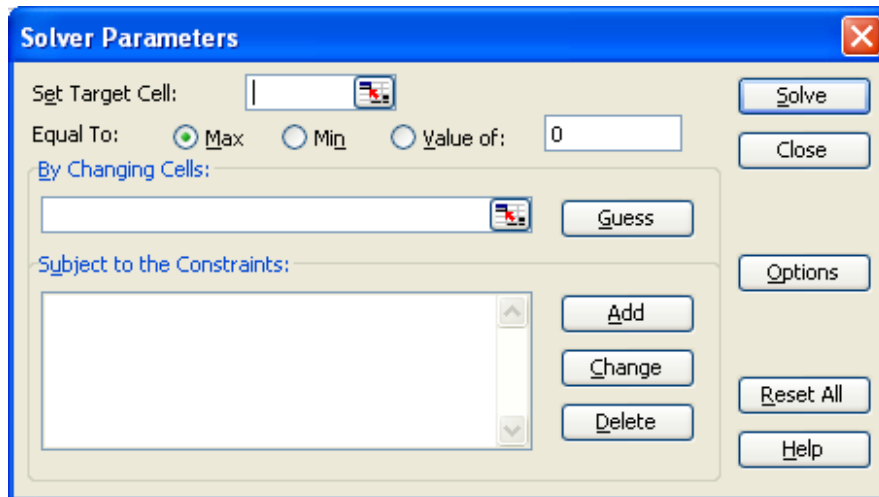 Solver Parameters
Set Target Cell:
Solve
Equal To: Max Min Value of: 0
Close
By Changing Cells:
Guess
Subject to the Constraints:
Options
Add
Change
Reset All
Delete
Help